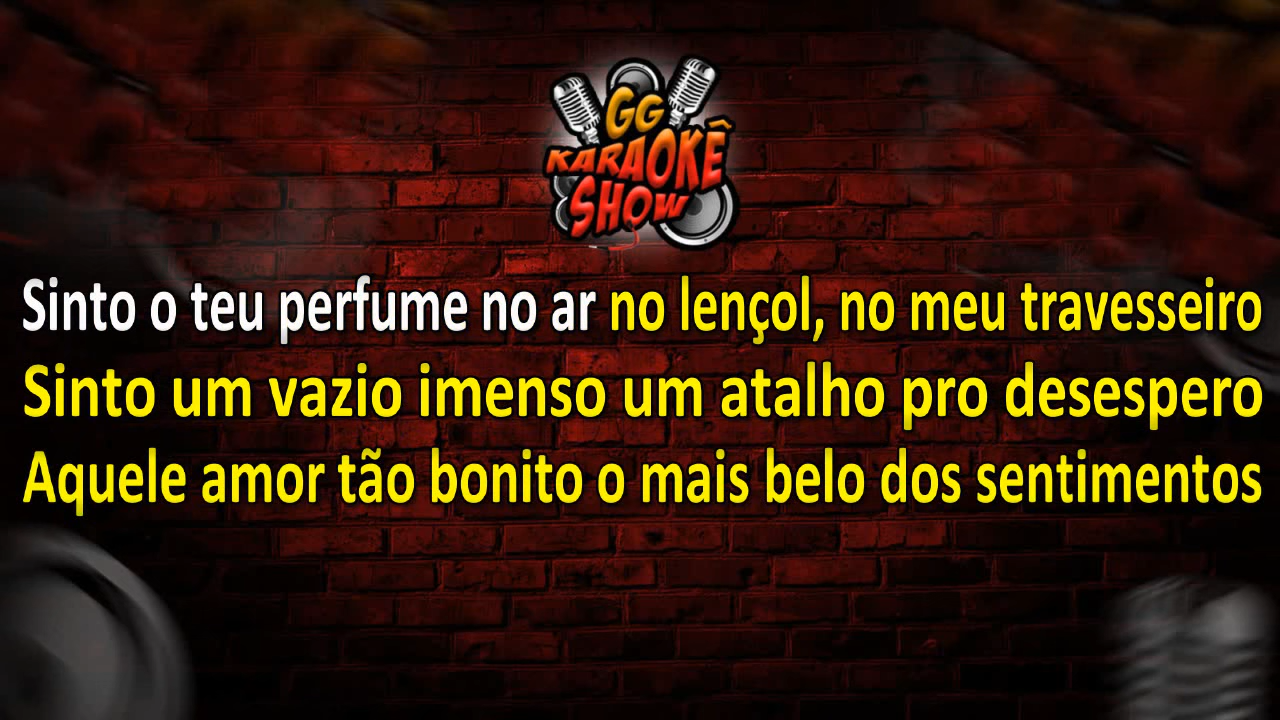 GG
KARAOKÊ
SHOW
Sinto o teu perfume no ar no lençol, no meu travesseiro
Sinto um vazio imenso um atalho pro desespero
Aquele amor tão bonito o mais belo dos sentimentos